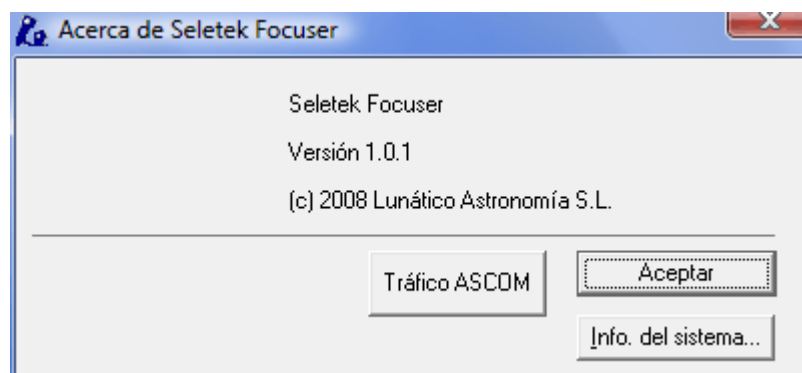 Acerca de Seletek Focuser
Seletek Focuser
Versión 1.0.1
(c) 2008 Lunático Astronomía S.L.
Tráfico ASCOM
Aceptar
Info. del sistema...